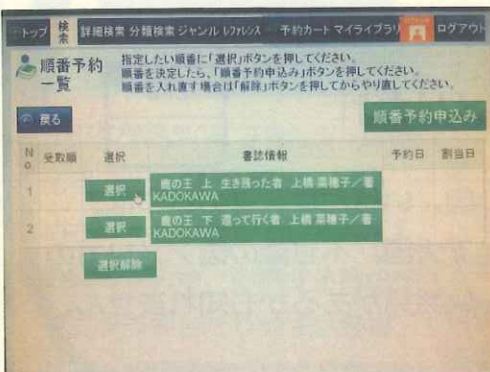 トップ 検索 詳細検索 分類検索 ジャンル レファレンス 予約カート マイライブラリ ログアウト
順番予約一覧
指定したい順番に「選択」ボタンを押してください。
順番を決定したら、「順番予約申込み」ボタンを押してください。
順番を入れ直す場合は「解除」ボタンを押してからやり直してください。
戻る
順番予約申込み
No 受取順 選択 書誌情報 予約日 割当日
1 選択 鹿の王 上 生き残った者 上橋 菜穂子/著
KADOKAWA
2 選択 鹿の王 下 還って行く者 上橋 菜穂子/著
KADOKAWA
選択解除